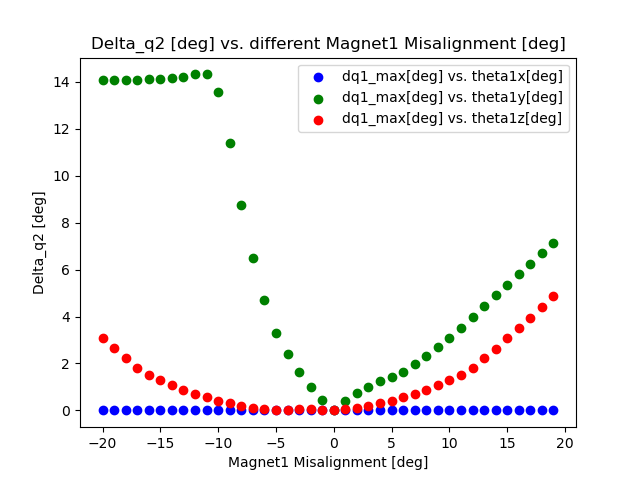 Delta_q2 [deg] vs. different Magnet1 Misalignment [deg]
dq1_max[deg] vs. theta1x[deg]
dq1_max[deg] vs. theta1y[deg]
dq1_max[deg] vs. theta1z[deg]
Delta_q2 [deg]
14
12
10
8
6
4
2
0
−20 −15 −10 −5 0 5 10 15 20
Magnet1 Misalignment [deg]